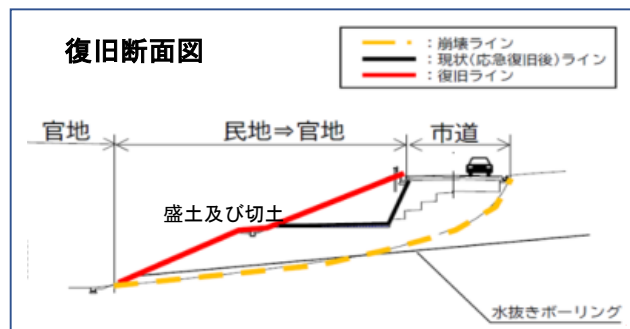 復旧断面図
：崩壊ライン
：現状(応急復旧後)ライン
：復旧ライン
官地
民地⇒官地
市道
盛土及び切土
水抜きボーリング